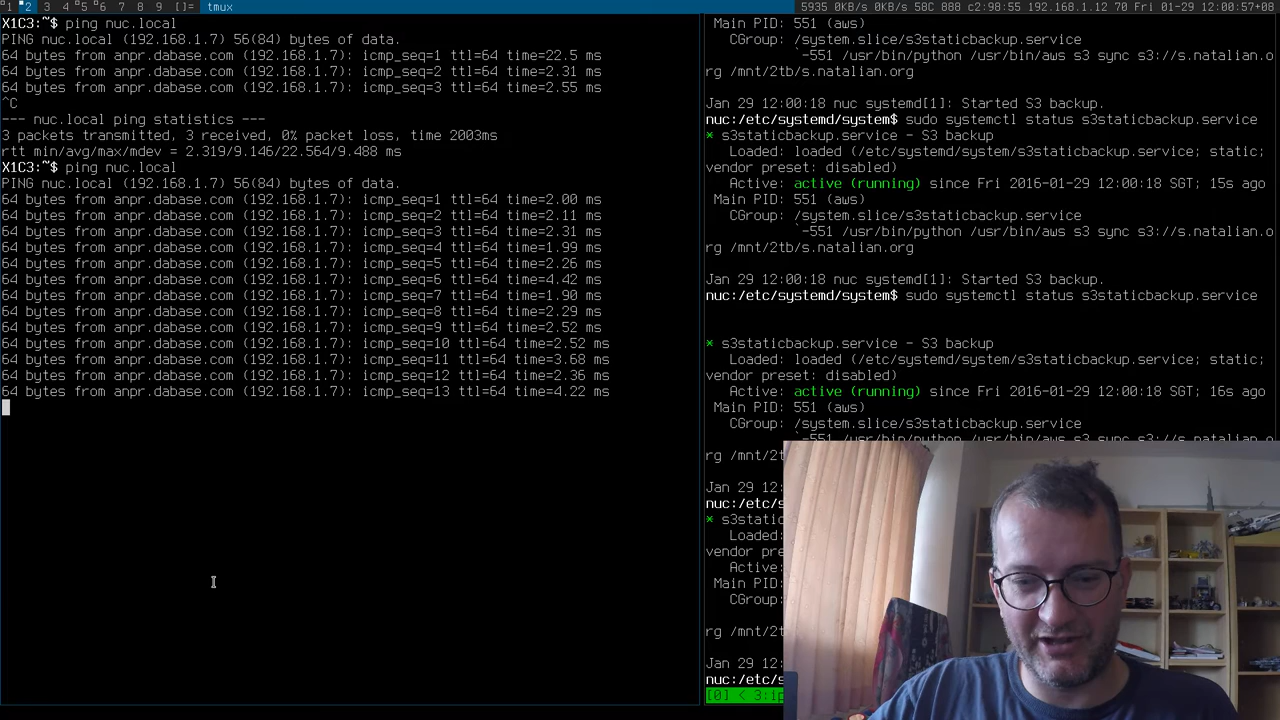 1 2 3 4 5 6 7 8 9 []= tmux 5935 0KB/s 0KB/s 58C 888 c2:98:55 192.168.1.12 70 Fri 01-29 12:00:57+08
X1C3:~$ ping nuc.local
PING nuc.local (192.168.1.7) 56(84) bytes of data.
64 bytes from anpr.dabase.com (192.168.1.7): icmp_seq=1 ttl=64 time=22.5 ms
64 bytes from anpr.dabase.com (192.168.1.7): icmp_seq=2 ttl=64 time=2.31 ms
64 bytes from anpr.dabase.com (192.168.1.7): icmp_seq=3 ttl=64 time=2.55 ms
^C
--- nuc.local ping statistics ---
3 packets transmitted, 3 received, 0% packet loss, time 2003ms
rtt min/avg/max/mdev = 2.319/9.146/22.564/9.488 ms
X1C3:~$ ping nuc.local
PING nuc.local (192.168.1.7) 56(84) bytes of data.
64 bytes from anpr.dabase.com (192.168.1.7): icmp_seq=1 ttl=64 time=2.00 ms
64 bytes from anpr.dabase.com (192.168.1.7): icmp_seq=2 ttl=64 time=2.11 ms
64 bytes from anpr.dabase.com (192.168.1.7): icmp_seq=3 ttl=64 time=2.31 ms
64 bytes from anpr.dabase.com (192.168.1.7): icmp_seq=4 ttl=64 time=1.99 ms
64 bytes from anpr.dabase.com (192.168.1.7): icmp_seq=5 ttl=64 time=2.26 ms
64 bytes from anpr.dabase.com (192.168.1.7): icmp_seq=6 ttl=64 time=4.42 ms
64 bytes from anpr.dabase.com (192.168.1.7): icmp_seq=7 ttl=64 time=1.90 ms
64 bytes from anpr.dabase.com (192.168.1.7): icmp_seq=8 ttl=64 time=2.29 ms
64 bytes from anpr.dabase.com (192.168.1.7): icmp_seq=9 ttl=64 time=2.52 ms
64 bytes from anpr.dabase.com (192.168.1.7): icmp_seq=10 ttl=64 time=2.52 ms
64 bytes from anpr.dabase.com (192.168.1.7): icmp_seq=11 ttl=64 time=3.68 ms
64 bytes from anpr.dabase.com (192.168.1.7): icmp_seq=12 ttl=64 time=2.36 ms
64 bytes from anpr.dabase.com (192.168.1.7): icmp_seq=13 ttl=64 time=4.22 ms
Main PID: 551 (aws)
CGroup: /system.slice/s3staticbackup.service
`-551 /usr/bin/python /usr/bin/aws s3 sync s3://s.natalian.o
rg /mnt/2tb/s.natalian.org
Jan 29 12:00:18 nuc systemd[1]: Started S3 backup.
nuc:/etc/systemd/system$ sudo systemctl status s3staticbackup.service
* s3staticbackup.service - S3 backup
Loaded: loaded (/etc/systemd/system/s3staticbackup.service; static;
vendor preset: disabled)
Active: active (running) since Fri 2016-01-29 12:00:18 SGT; 15s ago
Main PID: 551 (aws)
CGroup: /system.slice/s3staticbackup.service
`-551 /usr/bin/python /usr/bin/aws s3 sync s3://s.natalian.o
rg /mnt/2tb/s.natalian.org
Jan 29 12:00:18 nuc systemd[1]: Started S3 backup.
nuc:/etc/systemd/system$ sudo systemctl status s3staticbackup.service
* s3staticbackup.service - S3 backup
Loaded: loaded (/etc/systemd/system/s3staticbackup.service; static;
vendor preset: disabled)
Active: active (running) since Fri 2016-01-29 12:00:18 SGT; 16s ago
Main PID: 551 (aws)
CGroup: /system.slice/s3staticbackup.service
`-551 /usr/bin/python /usr/bin/aws s3 sync s3://s.natalian.o
rg /mnt/2t
Jan 29 12:
nuc:/etc/s
* s3static
Loaded:
vendor pre
Active:
Main PID:
CGroup:
rg /mnt/2t
Jan 29 12:
nuc:/etc/s
[0] < 3:ip